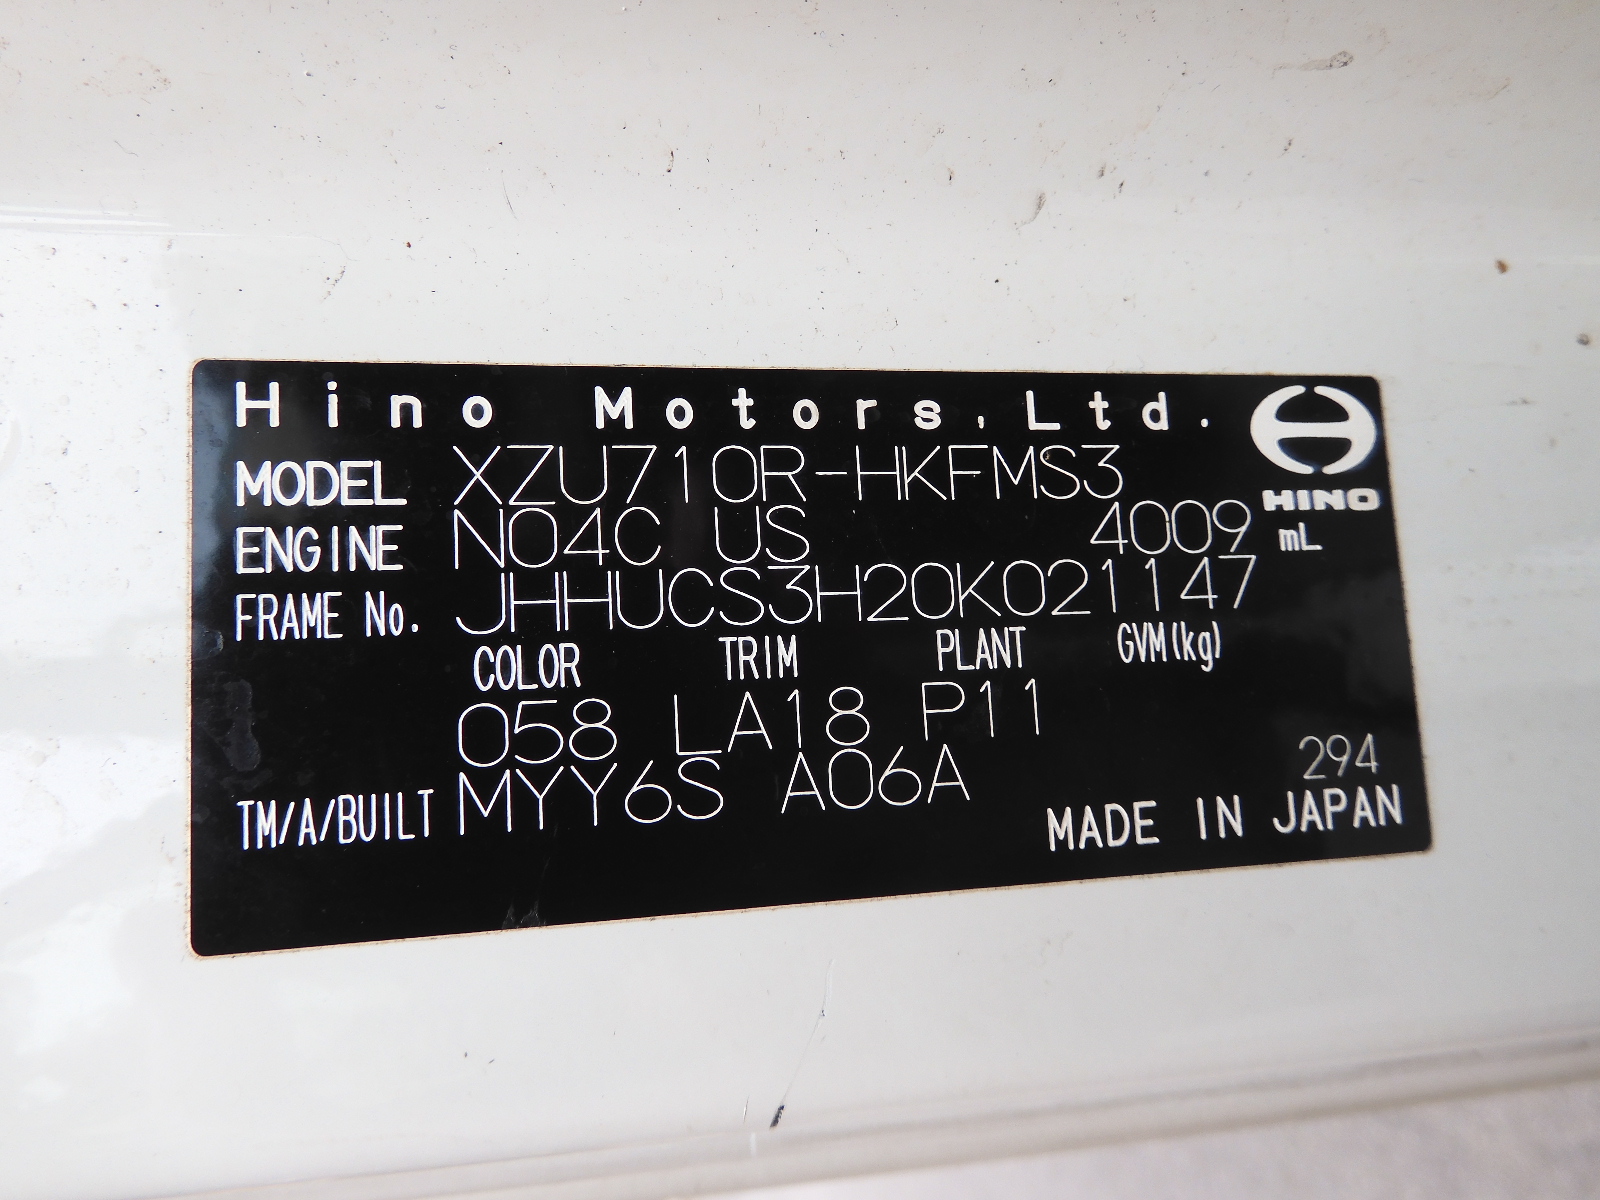 Hino Motors, Ltd.
MODEL XZU710R-HKFMS3
HINO
ENGINE N04C US 4009 mL
FRAME No. JHHUCS3H20K021147
COLOR TRIM PLANT GVM(kg)
058 LA18 P11
TM/A/BUILT MYY6S A06A
294
MADE IN JAPAN